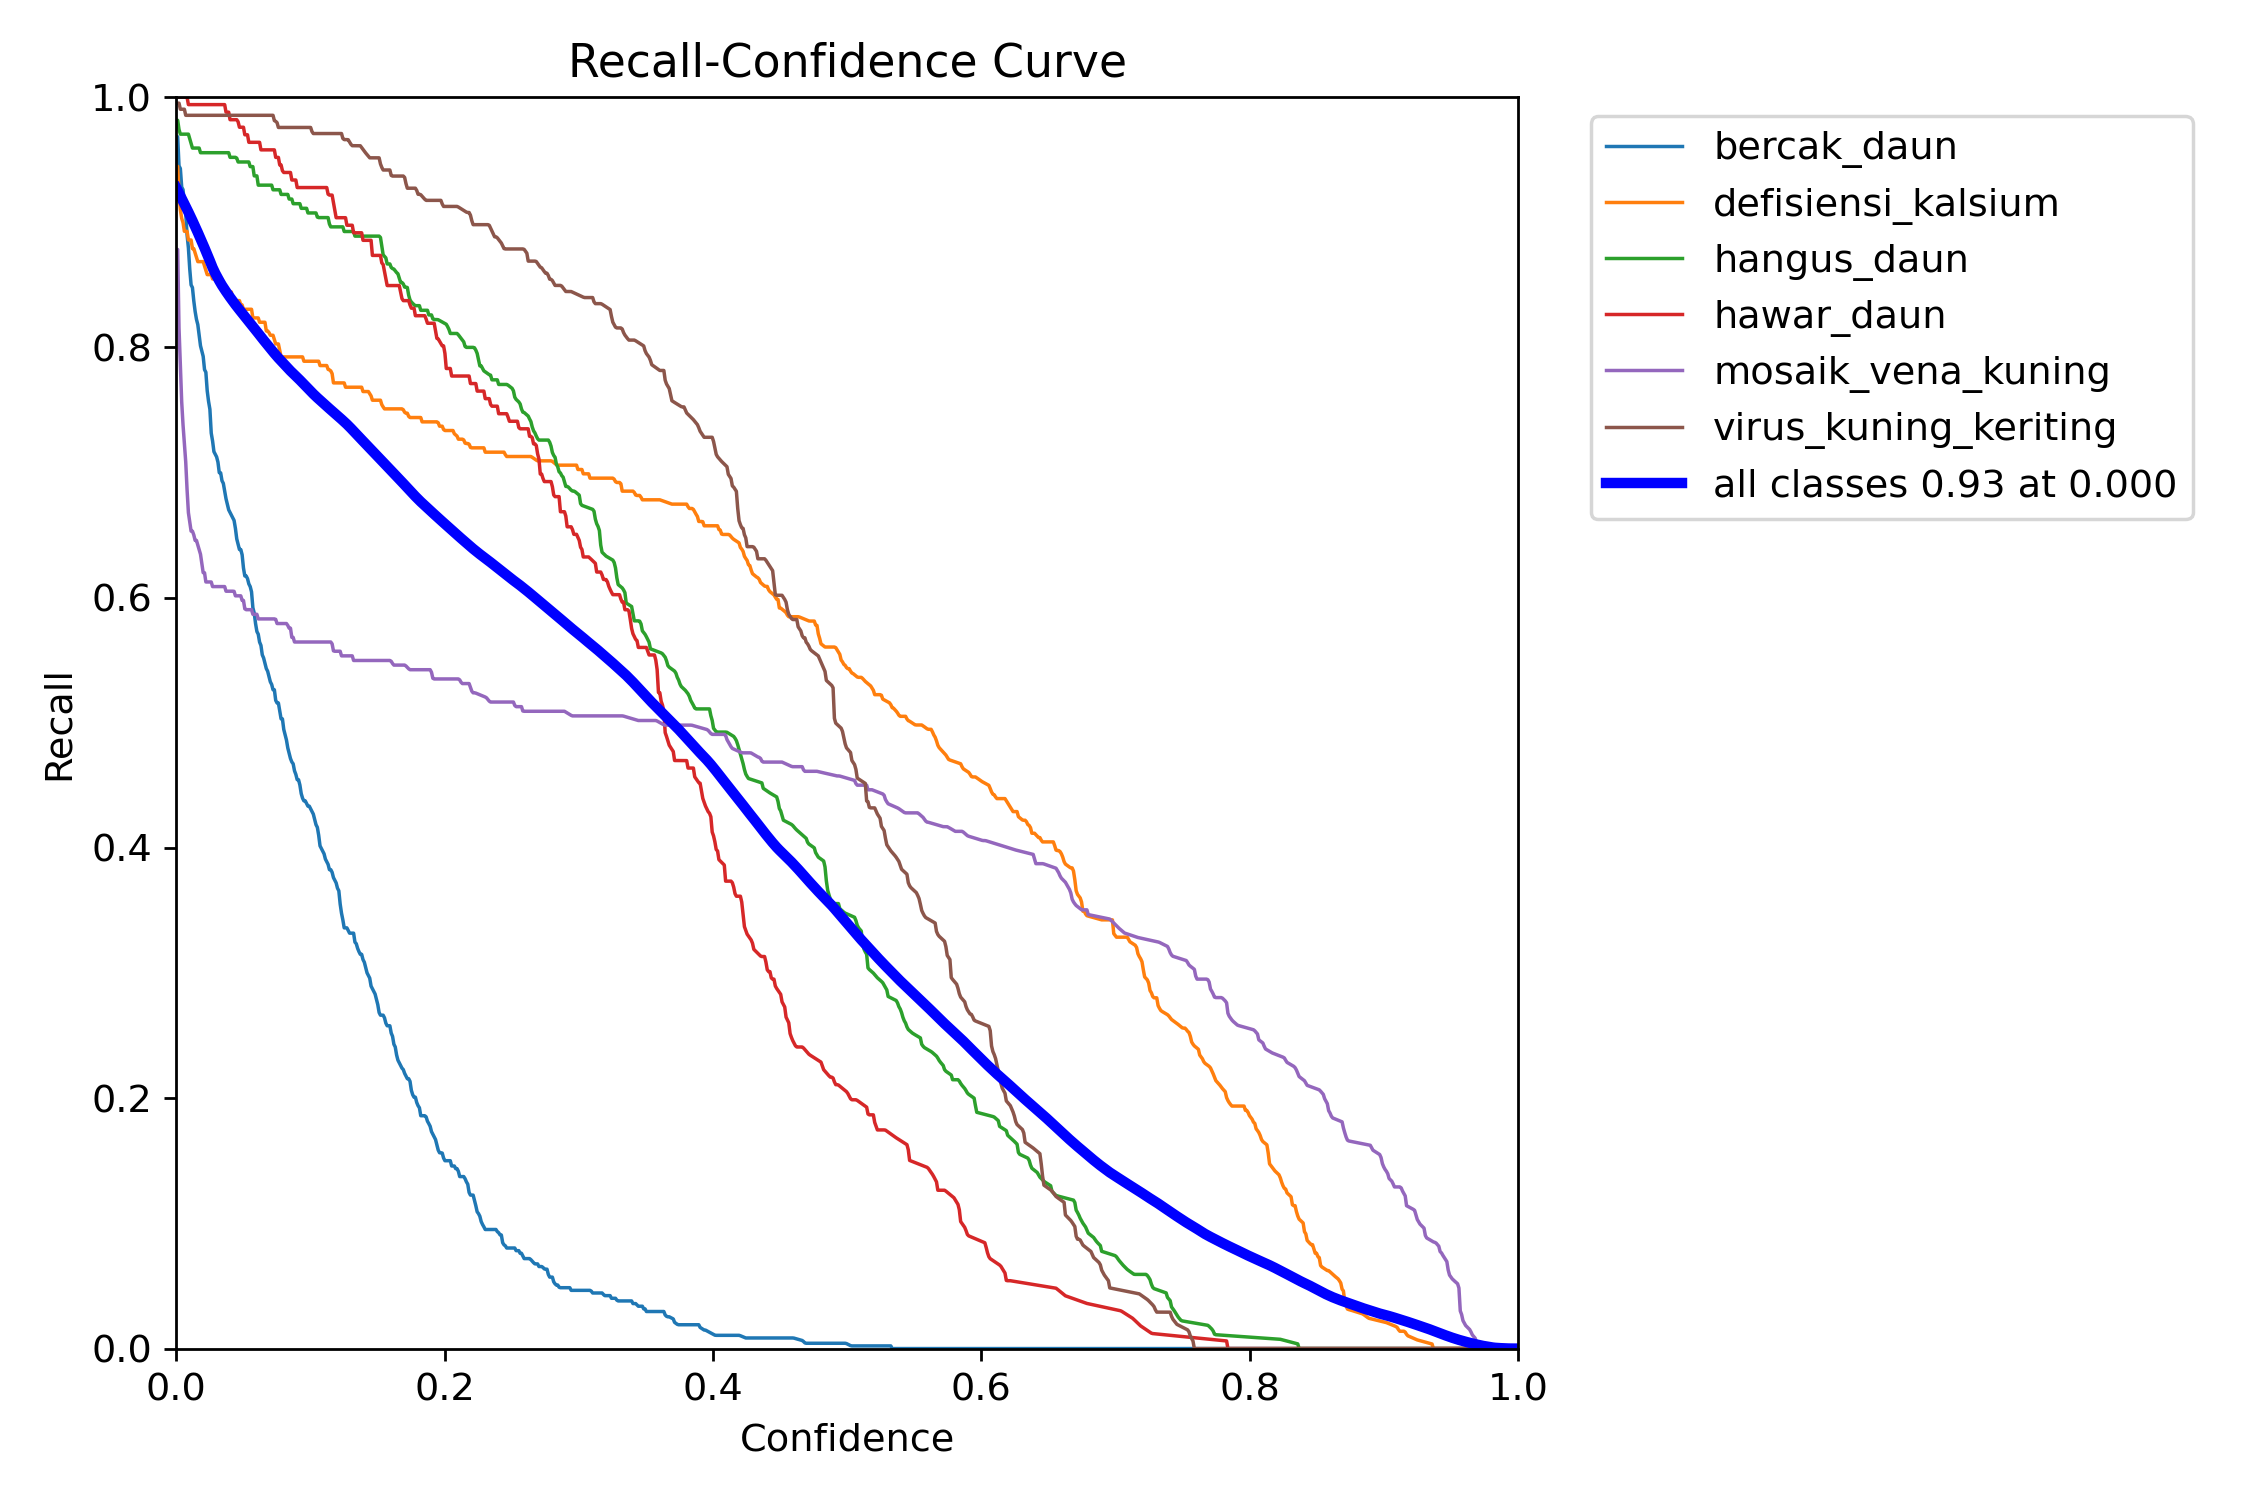 Recall-Confidence Curve
1.0
0.8
0.6
0.4
0.2
0.0
Recall
0.0 0.2 0.4 0.6 0.8 1.0
Confidence
bercak_daun
defisiensi_kalsium
hangus_daun
hawar_daun
mosaik_vena_kuning
virus_kuning_keriting
all classes 0.93 at 0.000